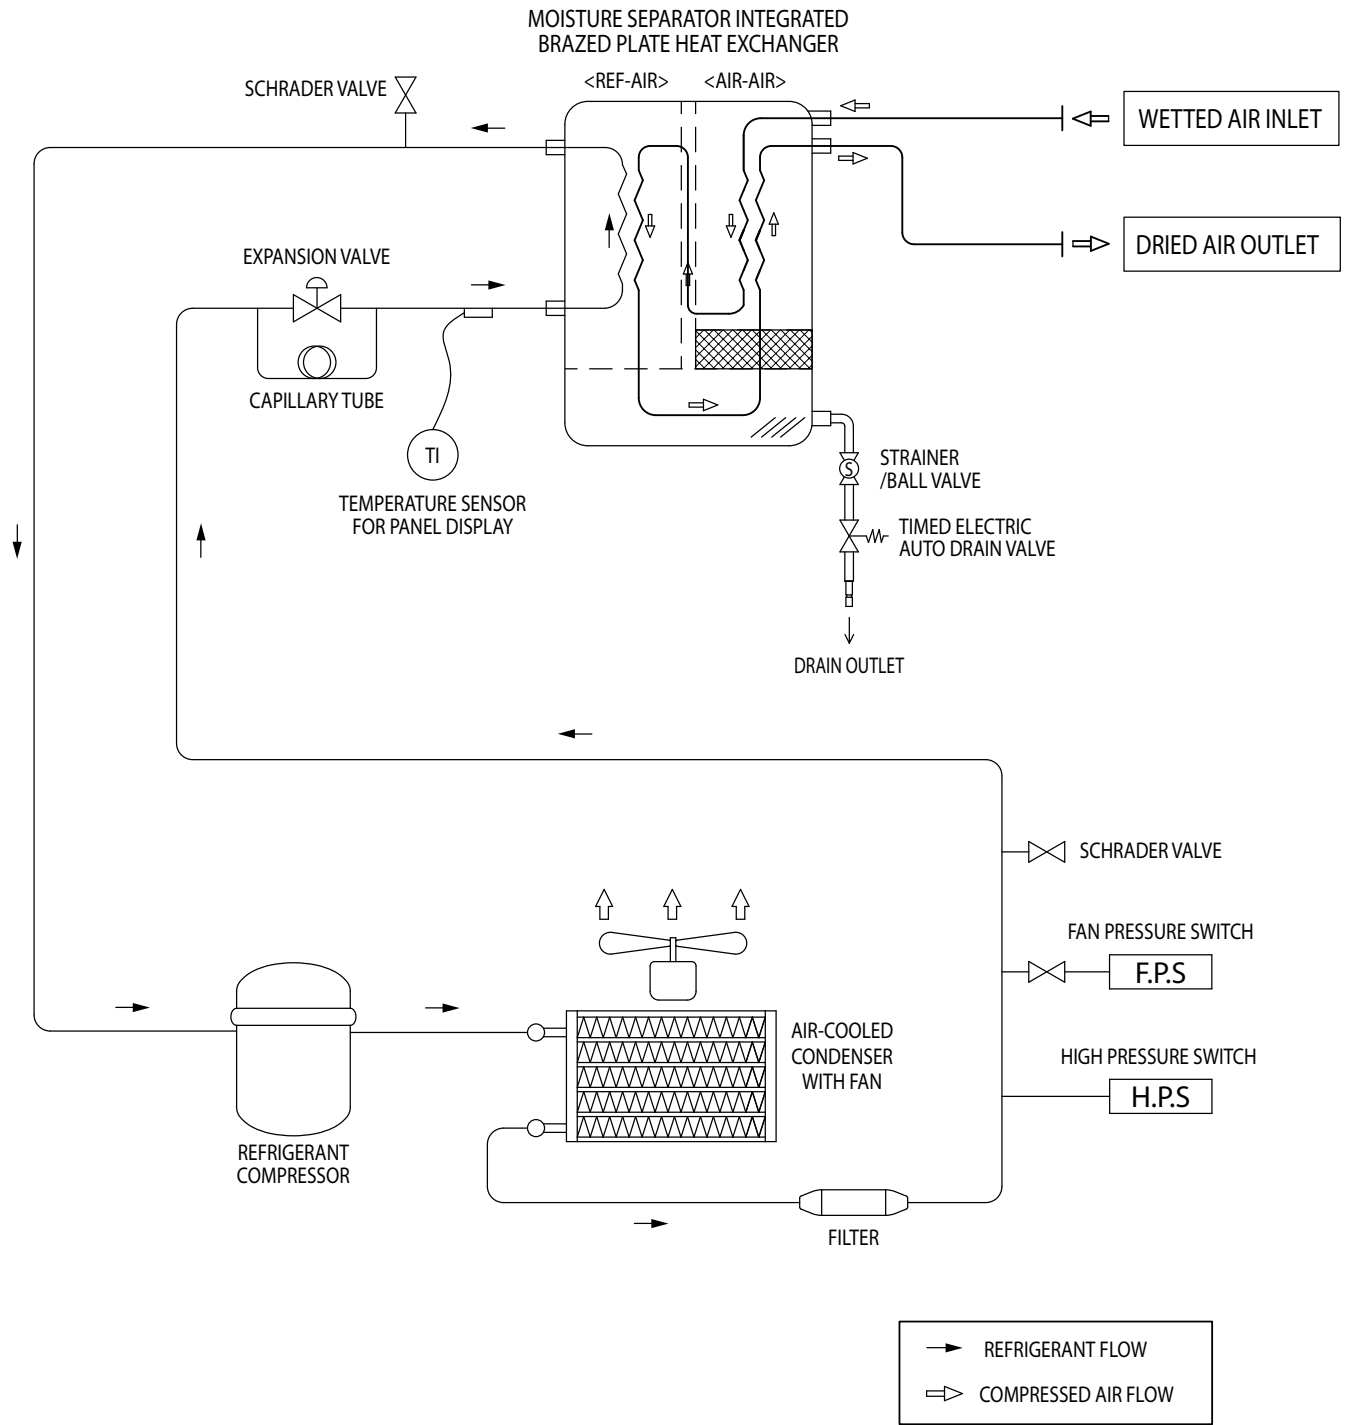 MOISTURE SEPARATOR INTEGRATED
BRAZED PLATE HEAT EXCHANGER
<REF-AIR>
<AIR-AIR>
SCHRADER VALVE
WETTED AIR INLET
DRIED AIR OUTLET
EXPANSION VALVE
CAPILLARY TUBE
TI
TEMPERATURE SENSOR
FOR PANEL DISPLAY
S
STRAINER
/BALL VALVE
TIMED ELECTRIC
AUTO DRAIN VALVE
DRAIN OUTLET
SCHRADER VALVE
FAN PRESSURE SWITCH
F.P.S
AIR-COOLED
CONDENSER
WITH FAN
HIGH PRESSURE SWITCH
H.P.S
REFRIGERANT
COMPRESSOR
FILTER
REFRIGERANT FLOW
COMPRESSED AIR FLOW